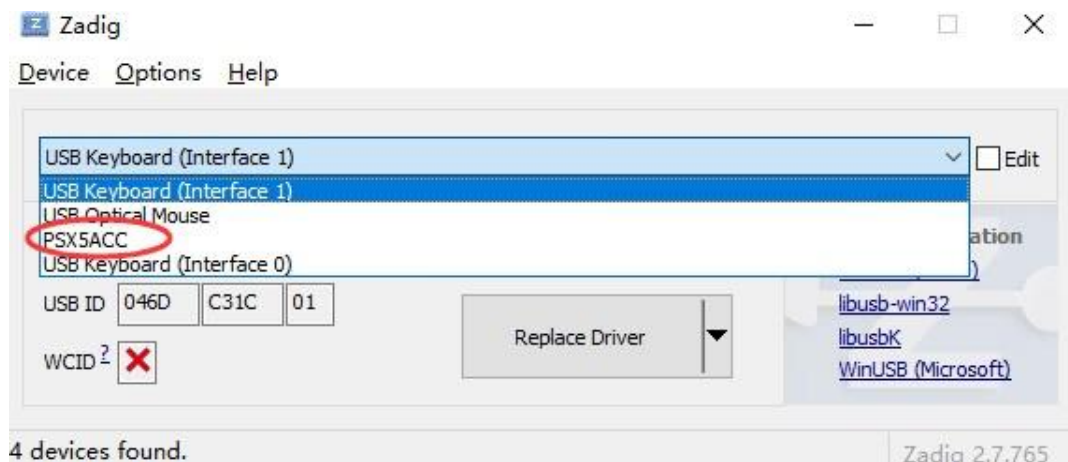 Zadig
Device Options Help
USB Keyboard (Interface 1)
Edit
USB Keyboard (Interface 1)
USB Optical Mouse
PSX5ACC
ation
USB Keyboard (Interface 0)
USB ID 046D C31C 01
libusb-win32
Replace Driver
libusbK
WCID ?
WinUSB (Microsoft)
4 devices found.
Zadig 2.7.765